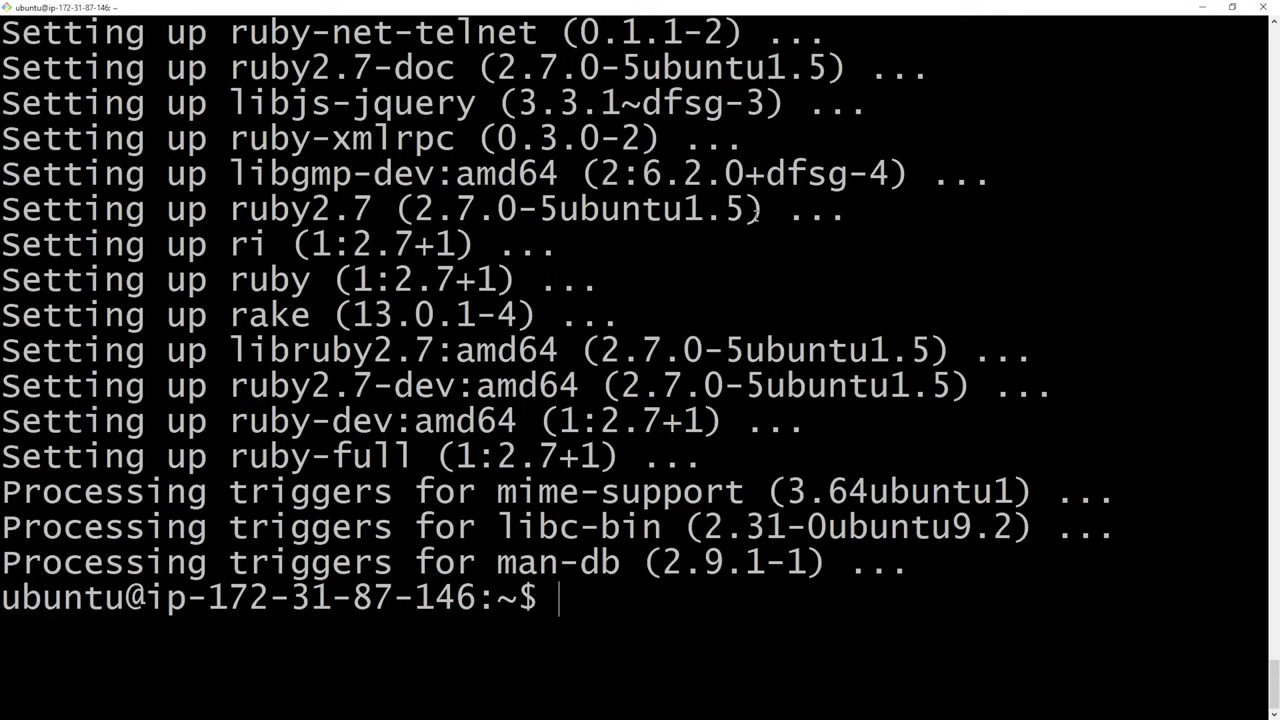 ubuntu@ip-172-31-87-146: ~
Setting up ruby-net-telnet (0.1.1-2) ...
Setting up ruby2.7-doc (2.7.0-5ubuntu1.5) ...
Setting up libjs-jquery (3.3.1~dfsg-3) ...
Setting up ruby-xmlrpc (0.3.0-2) ...
Setting up libgmp-dev:amd64 (2:6.2.0+dfsg-4) ...
Setting up ruby2.7 (2.7.0-5ubuntu1.5) ...
Setting up ri (1:2.7+1) ...
Setting up ruby (1:2.7+1) ...
Setting up rake (13.0.1-4) ...
Setting up libruby2.7:amd64 (2.7.0-5ubuntu1.5) ...
Setting up ruby2.7-dev:amd64 (2.7.0-5ubuntu1.5) ...
Setting up ruby-dev:amd64 (1:2.7+1) ...
Setting up ruby-full (1:2.7+1) ...
Processing triggers for mime-support (3.64ubuntu1) ...
Processing triggers for libc-bin (2.31-0ubuntu9.2) ...
Processing triggers for man-db (2.9.1-1) ...
ubuntu@ip-172-31-87-146:~$